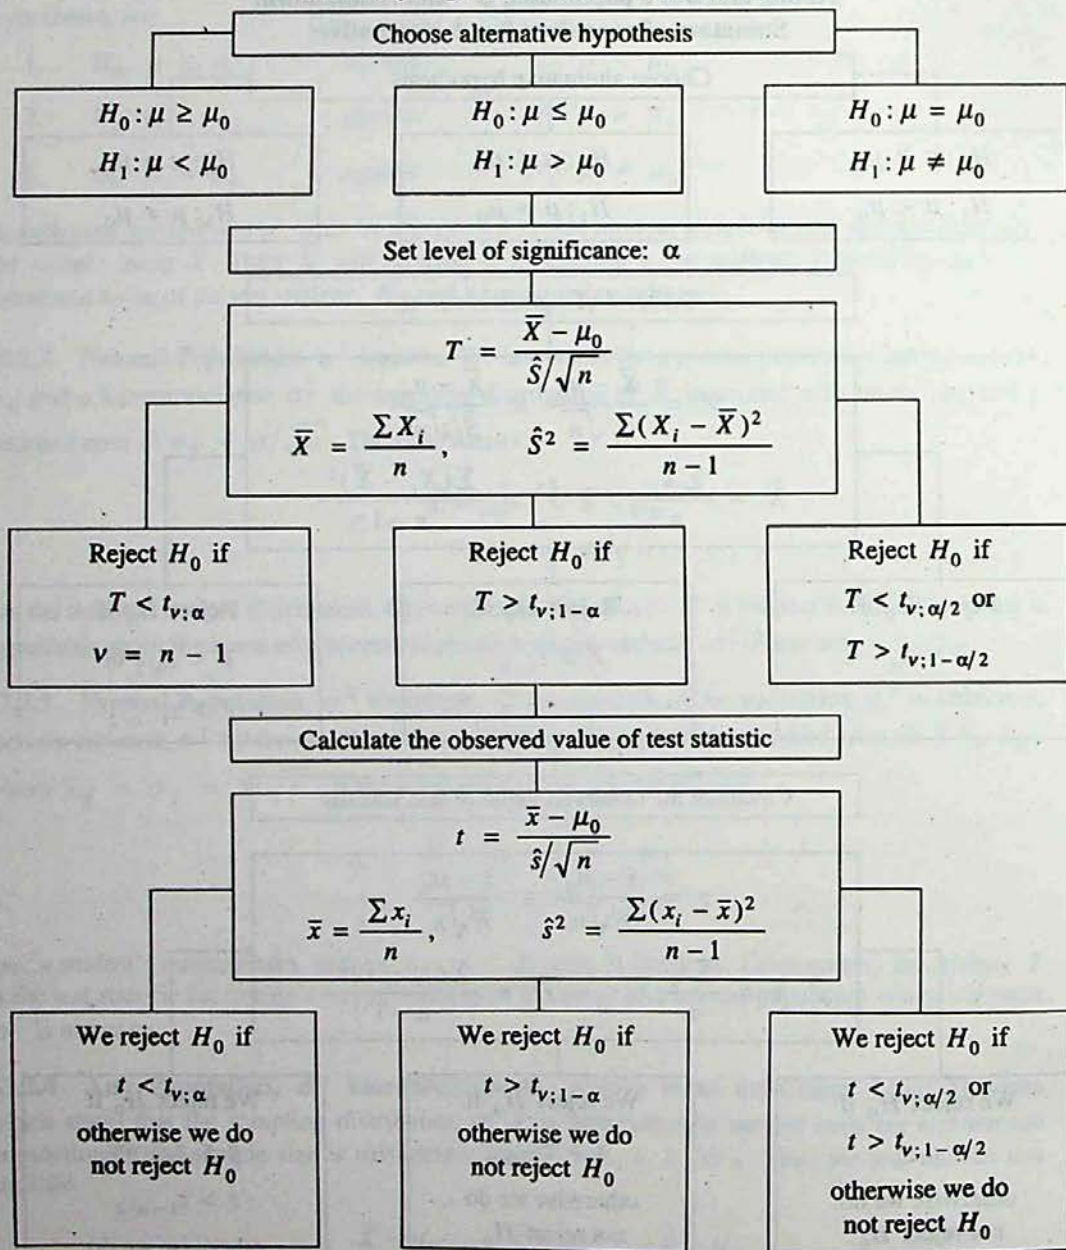 Choose alternative hypothesis
H₀ : μ ≥ μ₀
H₁ : μ < μ₀
H₀ : μ ≤ μ₀
H₁ : μ > μ₀
H₀ : μ = μ₀
H₁ : μ ≠ μ₀
Set level of significance: α
T = (X̅ − μ₀) / (Ŝ/√n)
X̅ = ∑Xᵢ / n, Ŝ² = ∑(Xᵢ − X̅)² / (n − 1)
Reject H₀ if
T < t_{ν;α}
ν = n − 1
Reject H₀ if
T > t_{ν;1−α}
Reject H₀ if
T < t_{ν;α/2} or
T > t_{ν;1−α/2}
Calculate the observed value of test statistic
t = (x̅ − μ₀) / (ŝ/√n)
x̅ = ∑xᵢ / n, ŝ² = ∑(xᵢ − x̅)² / (n − 1)
We reject H₀ if
t < t_{ν;α}
otherwise we do
not reject H₀
We reject H₀ if
t > t_{ν;1−α}
otherwise we do
not reject H₀
We reject H₀ if
t < t_{ν;α/2} or
t > t_{ν;1−α/2}
otherwise we do
not reject H₀